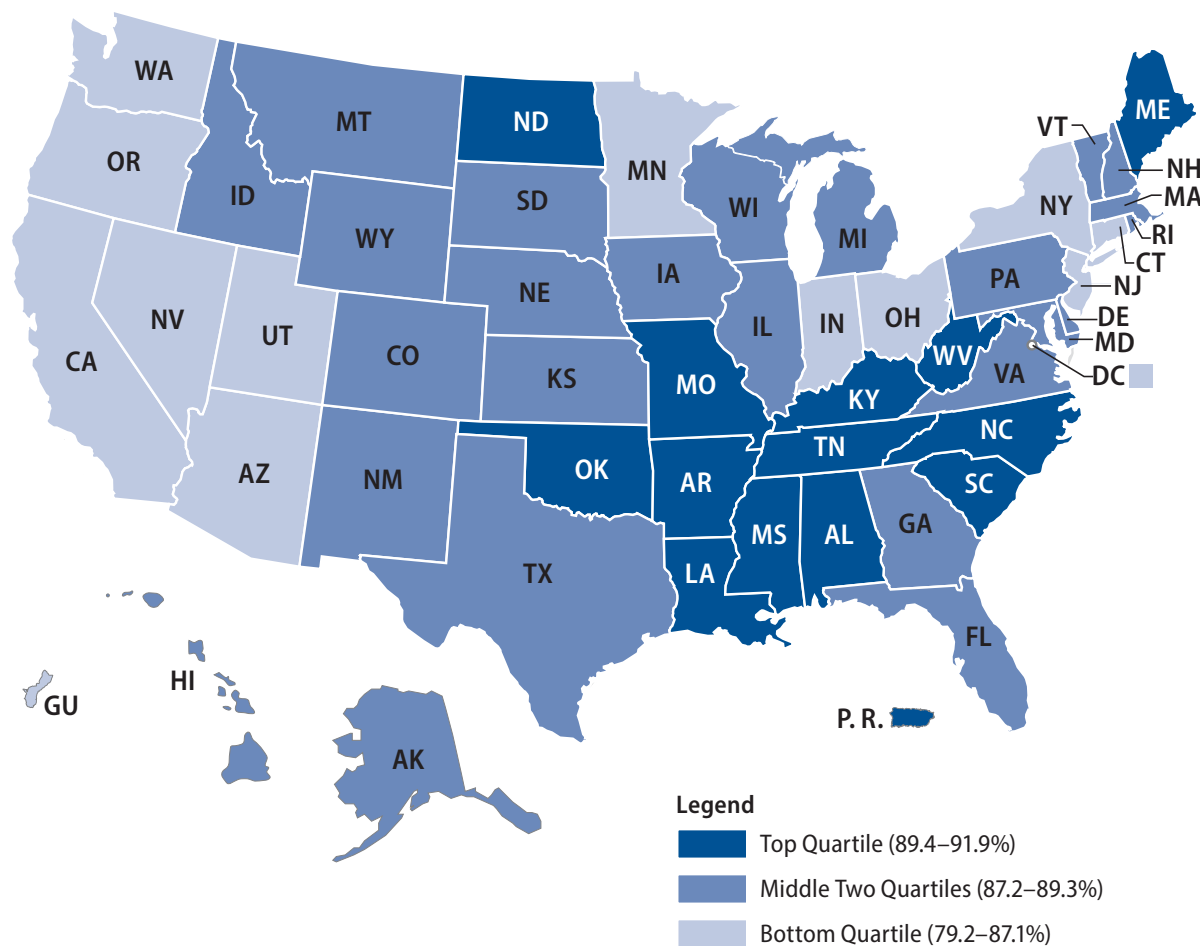 WA
OR
CA
NV
ID
MT
WY
UT
AZ
CO
NM
ND
SD
NE
KS
OK
TX
MN
IA
MO
AR
LA
WI
IL
MI
IN
OH
KY
TN
MS
AL
GA
FL
SC
NC
VA
WV
PA
NY
VT
ME
NH
MA
RI
CT
NJ
DE
MD
DC
GU
HI
AK
P. R.
Legend
Top Quartile (89.4–91.9%)
Middle Two Quartiles (87.2–89.3%)
Bottom Quartile (79.2–87.1%)